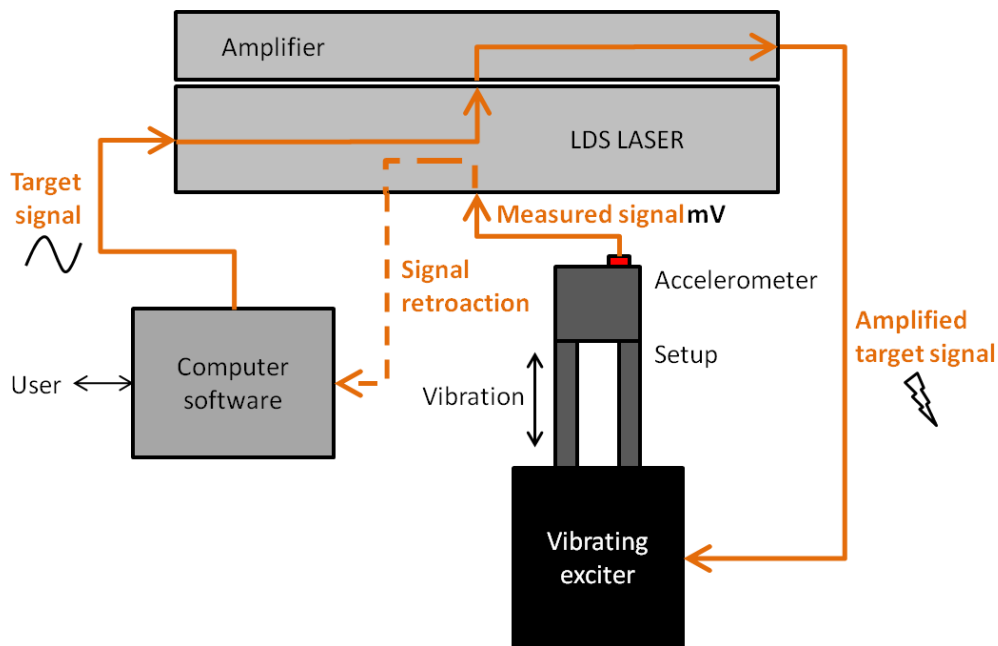 Amplifier
LDS LASER
Target
signal
Measured signal mV
Signal
retroaction
Accelerometer
Amplified
target signal
Setup
User
Computer
software
Vibration
Vibrating
exciter